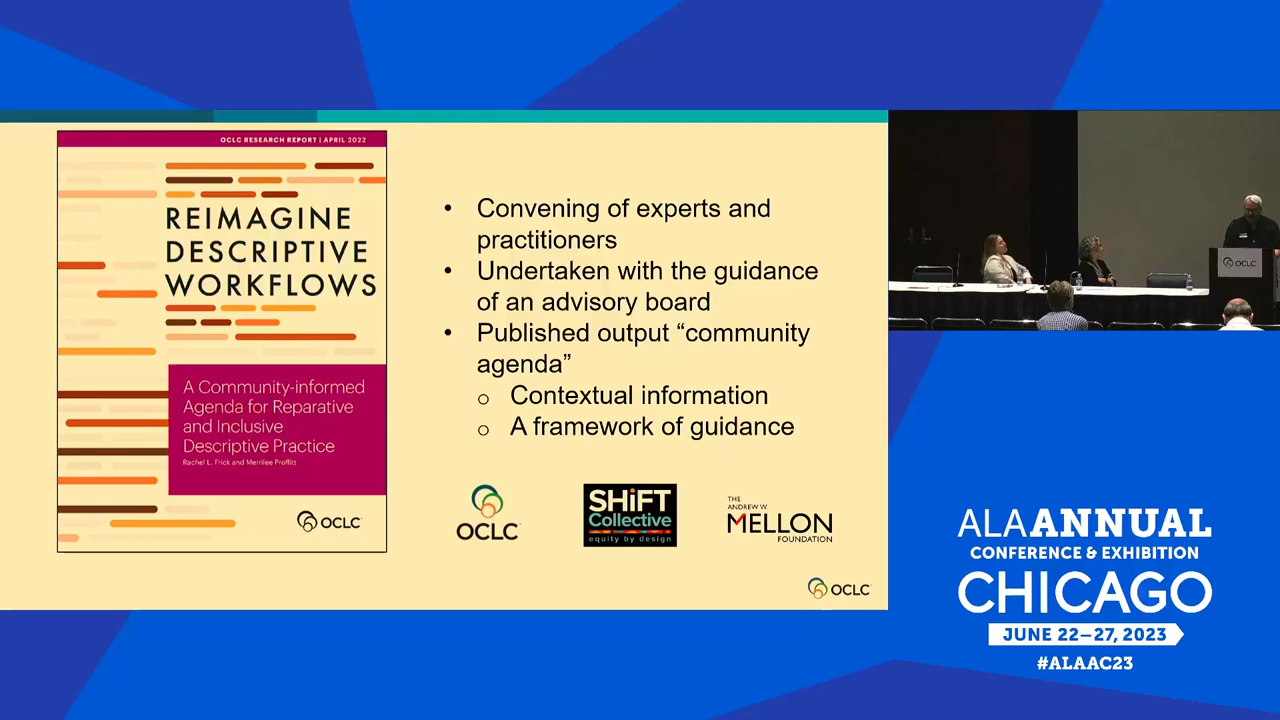 OCLC RESEARCH REPORT | APRIL 2022
REIMAGINE
DESCRIPTIVE
WORKFLOWS
A Community-informed
Agenda for Reparative
and Inclusive
Descriptive Practice
Rachel L. Frick and Merrilee Proffitt
OCLC
• Convening of experts and
practitioners
• Undertaken with the guidance
of an advisory board
• Published output “community
agenda”
o Contextual information
o A framework of guidance
OCLC
SHiFT
Collective
equity by design
THE
ANDREW W.
MELLON
FOUNDATION
OCLC
OCLC
ALA ANNUAL
CONFERENCE & EXHIBITION
CHICAGO
JUNE 22–27, 2023
#ALAAC23